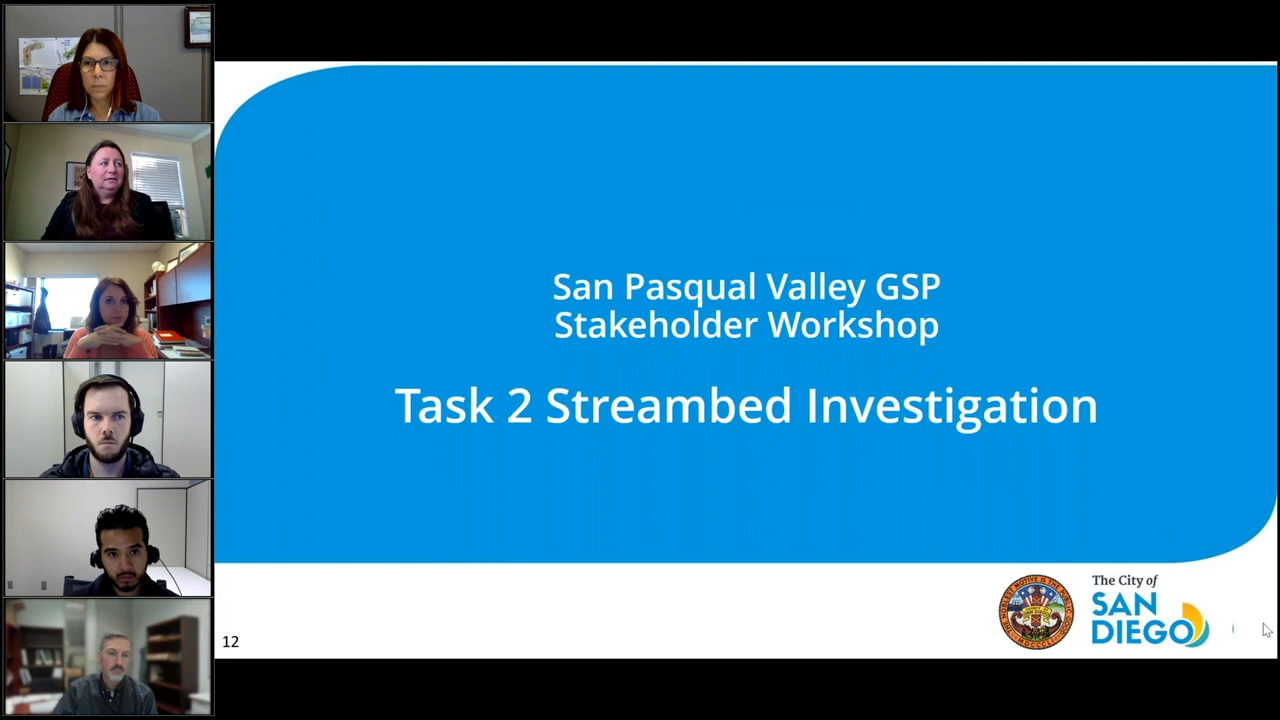 San Pasqual Valley GSP
Stakeholder Workshop
Task 2 Streambed Investigation
The City of
SAN
DIEGO
12